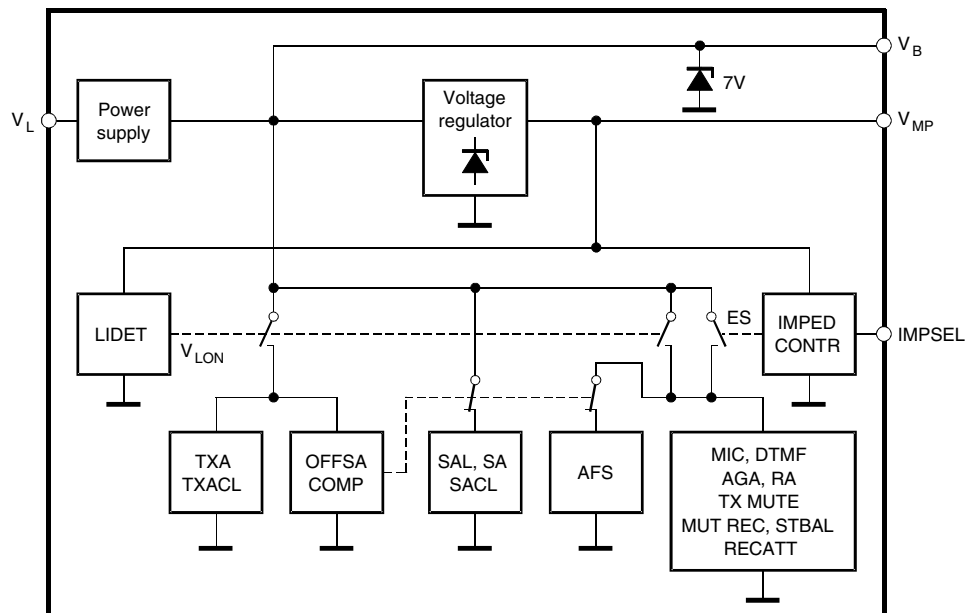 V_B
7V
Power
supply
Voltage
regulator
V_L
V_MP
LIDET
V_LON
ES
IMPED
CONTR
IMPSEL
TXA
TXACL
OFFSA
COMP
SAL, SA
SACL
AFS
MIC, DTMF
AGA, RA
TX MUTE
MUT REC, STBAL
RECATT